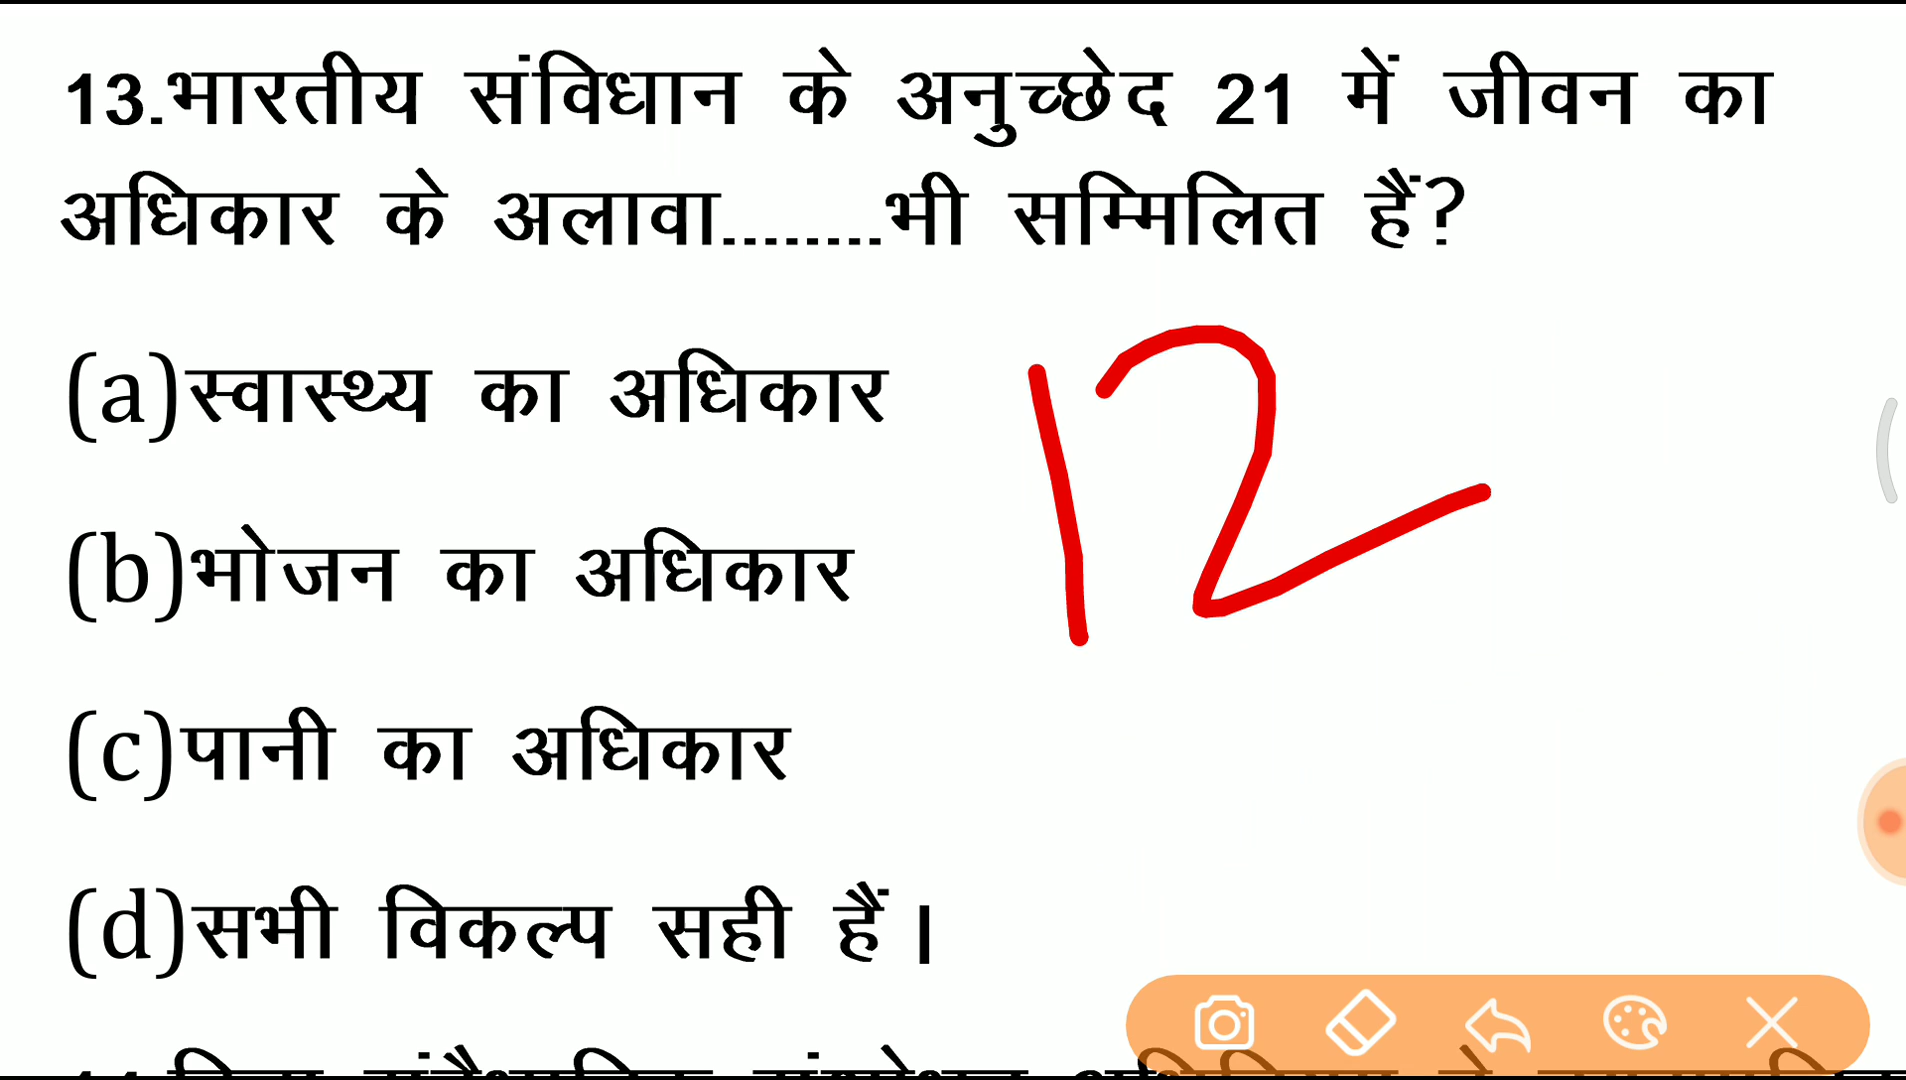 13.भारतीय संविधान के अनुच्छेद 21 में जीवन का
अधिकार के अलावा........भी सम्मिलित हैं?
(a)स्वास्थ्य का अधिकार
12
(b)भोजन का अधिकार
(c)पानी का अधिकार
(d)सभी विकल्प सही हैं।